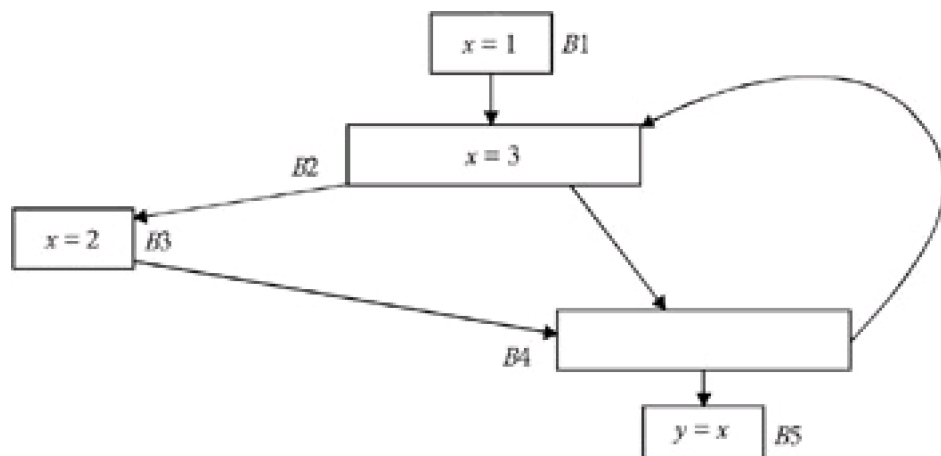 x = 1 B1
x = 3
B2
x = 2 B3
B4
y = x B5